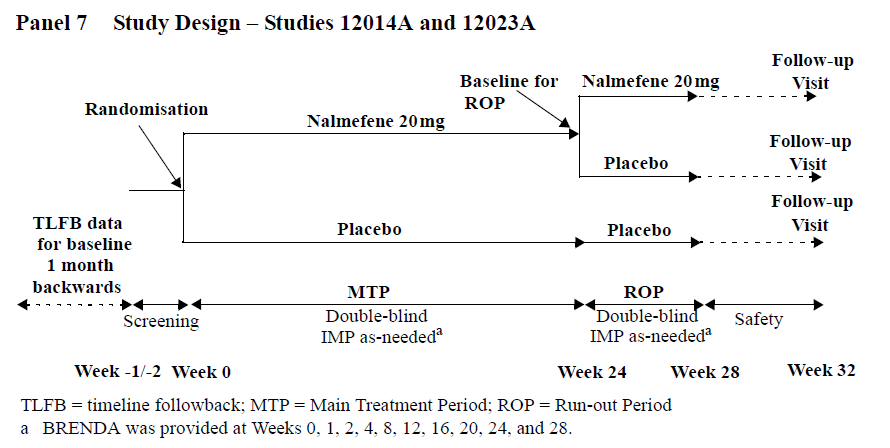 Panel 7 Study Design – Studies 12014A and 12023A
Follow-up
Visit
Baseline for
ROP
Nalmefene 20mg
Randomisation
Nalmefene 20mg
Follow-up
Visit
Placebo
Follow-up
Visit
TLFB data
for baseline
1 month
backwards
Placebo
Placebo
MTP
ROP
Screening
Double-blind
IMP as-neededa
Double-blind
IMP as-neededa
Safety
Week -1/-2 Week 0 Week 24 Week 28 Week 32
TLFB = timeline followback; MTP = Main Treatment Period; ROP = Run-out Period
a BRENDA was provided at Weeks 0, 1, 2, 4, 8, 12, 16, 20, 24, and 28.